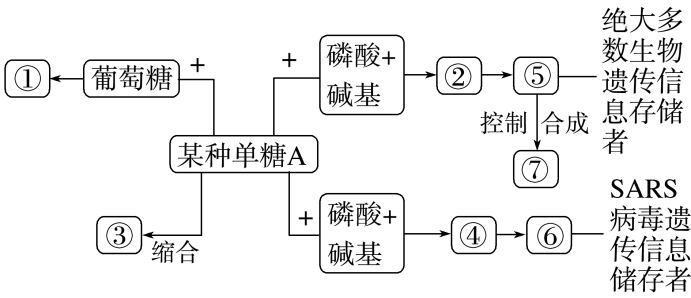 ①
葡萄糖
+
某种单糖A
③
缩合
+
磷酸+
碱基
②
⑤
控制 合成
⑦
绝大多
数生物
遗传信
息存储
者
+
磷酸+
碱基
④
⑥
SARS
病毒遗
传信息
储存者